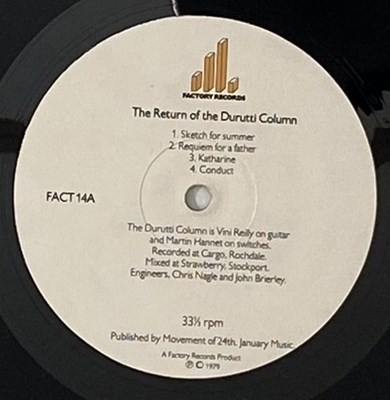 FACTORY RECORDS
The Return of the Durutti Column
1. Sketch for summer
2. Requiem for a father
3. Katharine
4. Conduct
FACT 14A
The Durutti Column is Vini Reilly on guitar
and Martin Hannet on switches.
Recorded at Cargo, Rochdale.
Mixed at Strawberry, Stockport.
Engineers, Chris Nagle and John Brierley.
33⅓ rpm
Published by Movement of 24th. January Music.
A Factory Records Product
℗ © 1979